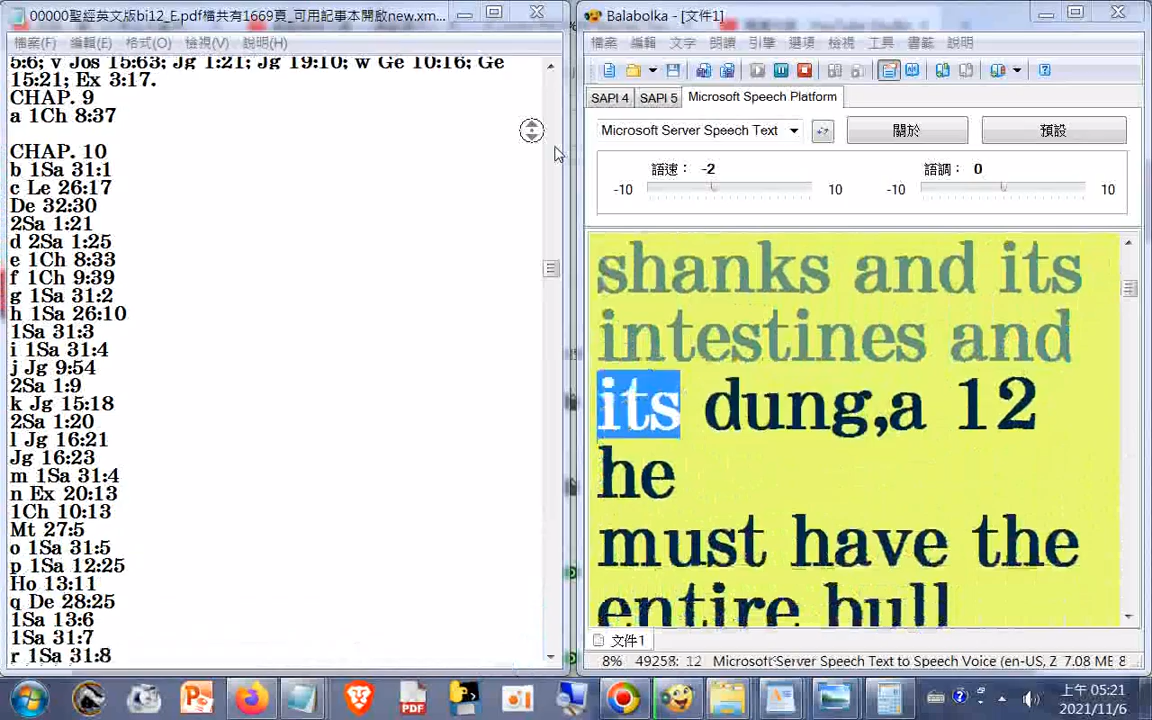 00000聖經英文版bi12_E.pdf檔共有1669頁_可用記事本開啟new.xm...
檔案(F) 編輯(E) 格式(O) 檢視(V) 說明(H)
5:6; v Jos 15:63; Jg 1:21; Jg 19:10; w Ge 10:16; Ge
15:21; Ex 3:17.
CHAP. 9
a 1Ch 8:37
CHAP. 10
b 1Sa 31:1
c Le 26:17
De 32:30
2Sa 1:21
d 2Sa 1:25
e 1Ch 8:33
f 1Ch 9:39
g 1Sa 31:2
h 1Sa 26:10
1Sa 31:3
i 1Sa 31:4
j Jg 9:54
2Sa 1:9
k Jg 15:18
2Sa 1:20
l Jg 16:21
Jg 16:23
m 1Sa 31:4
n Ex 20:13
1Ch 10:13
Mt 27:5
o 1Sa 31:5
p 1Sa 12:25
Ho 13:11
q De 28:25
1Sa 13:6
1Sa 31:7
r 1Sa 31:8
Balabolka - [文件1]
檔案 編輯 文字 朗讀 引擎 選項 檢視 工具 書籤 說明
SAPI 4 SAPI 5 Microsoft Speech Platform
Microsoft Server Speech Text 關於 預設
語速： -2 語調： 0
-10 10 -10 10
shanks and its
intestines and
its dung,a 12
he
must have the
entire bull
文件1
8% 49258: 12 Microsoft Server Speech Text to Speech Voice (en-US, Z 7.08 MB 8
PDF
上午 05:21
2021/11/6